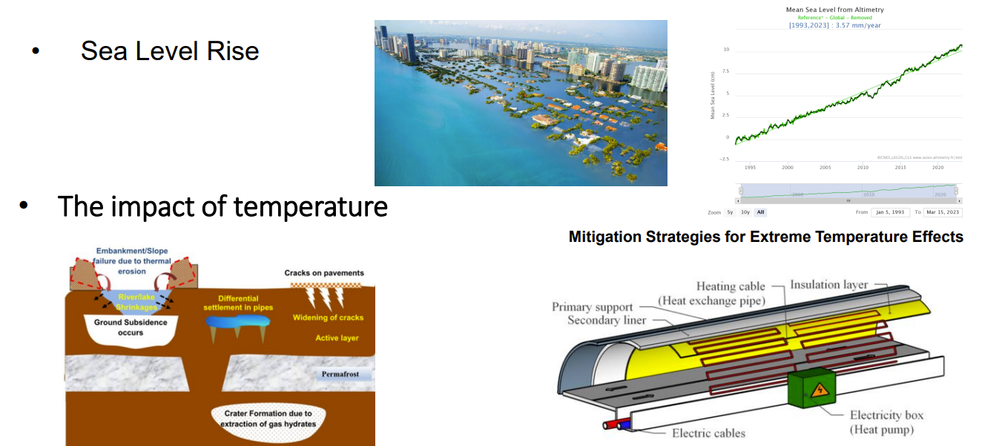 • Sea Level Rise
Mean Sea Level from Altimetry
Reference* – Global – Removed
[1993,2023] : 3.57 mm/year
Mean Sea Level (cm)
10
7.5
5
2.5
0
−2.5
©CNES,LEGOS,CLS www.aviso.altimetry.fr/msl
1995 2000 2005 2010 2015 2020
2000 2010 2020
Zoom 5y 10y All From Jan 5, 1993 To Mar 15, 2023
• The impact of temperature
Embankment/Slope
failure due to thermal
erosion
River/lake
Shrinkages
Ground Subsidence
occurs
Differential
settlement in pipes
Cracks on pavements
Widening of cracks
Active layer
Permafrost
Crater Formation due to
extraction of gas hydrates
Mitigation Strategies for Extreme Temperature Effects
Heating cable
(Heat exchange pipe)
Insulation layer
Primary support
Secondary liner
Electricity box
(Heat pump)
Electric cables